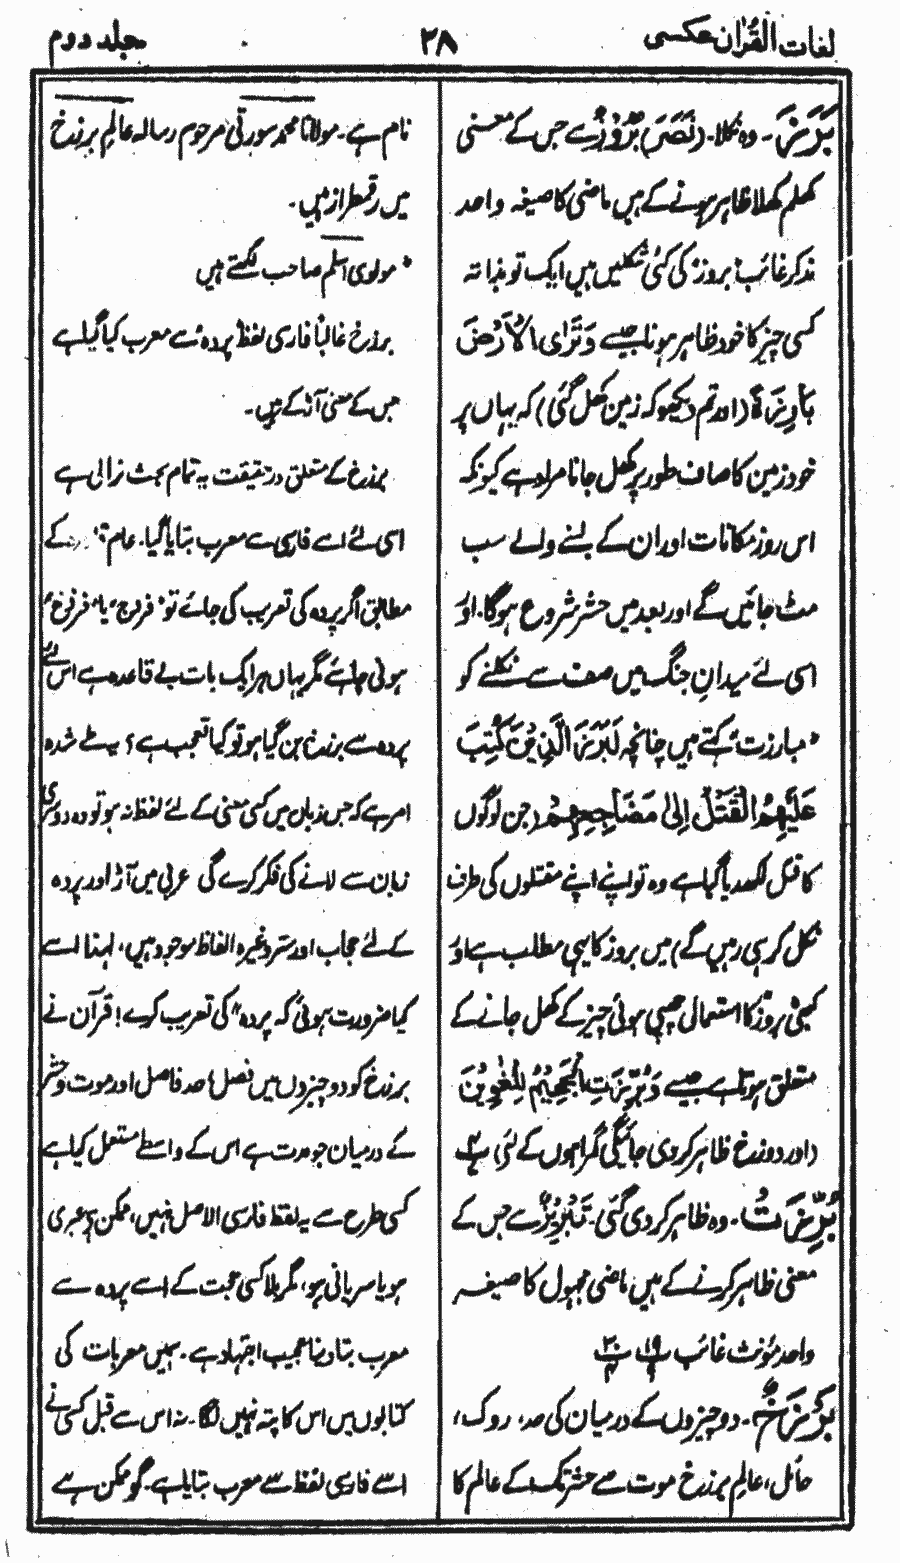 لغات القرآن عکسی
۲۸
جلد دوم
بَرَزَ ۔ وہ نکلا۔ (نَصَرَ) بُرُوْزٌ سے جس کے معنی
کھلم کھلا ظاہر ہونے کے ہیں ماضی کا صیغہ واحد
مذکر غائب، بروز، کی کئی شکلیں ہیں ایک تو بذاتہ
کسی چیز کا خود ظاہر ہونا جیسے وَتَرَى الْاَرْضَ
بَارِزَةً (اور تم دیکھو کہ زمین کھل گئی) کہ یہاں پر
خود زمین کا صاف طور پر کھل جانا مراد ہے کیونکہ
اس روز مکانات اور ان کے بسنے والے سب
مٹ جائیں گے اور بعد میں حشر شروع ہوگا۔ اور
اسی لئے میدانِ جنگ میں صف سے نکلنے کو
مبارزت، کہتے ہیں چنانچہ لَبَرَزَ الَّذِيْنَ كُتِبَ
عَلَيْهِمُ الْقَتْلُ اِلٰى مَضَاجِعِهِمْ (جن لوگوں
کا قتل لکھ دیا گیا ہے وہ تو اپنے اپنے مقتلوں کی طرف
نکل کر ہی رہیں گے) میں بروز کا یہی مطلب ہے اور
کبھی بروز کا استعمالی چھپی ہوئی چیز کے کھل جانے کے
متعلق ہوتا ہے جیسے وَبُرِّزَتِ الْجَحِيْمُ لِلْغٰوِيْنَ
(اور دوزخ ظاہر کر دی جائیگی گمراہوں کے لئی)
بُرِّزَتْ ۔ وہ ظاہر کر دی گئی۔ تَبْرِيْزٌ سے جس کے
معنی ظاہر کرنے کے ہیں ماضی مجہول کا صیغہ
واحد مؤنث غائب
بَرْزَخٌ ۔ دو چیزوں کے درمیان کی حد، روک،
حائل، عالمِ برزخ موت سے حشر تک کے عالم کا
نام ہے۔ مولانا محمد سورتی مرحوم رسالہ عالمِ برزخ
میں رقمطراز ہیں۔
مولوی اسلم صاحب لکھتے ہیں
برزخ غالباً فارسی لفظ پردہ سے معرب کیا گیا ہے
جس کے معنی آڑ کے ہیں۔
برزخ کے متعلق درحقیقت یہ تمام بحث نرالی ہے
اسی لئے اسے فارسی سے معرب بتایا گیا۔ عام کے
مطابق اگر پردہ کی تعریب کی جائے تو فرزج یا فرزخ
ہونی چاہئے مگر یہاں ہر ایک بات بے قاعدہ ہے اس لئے
پردہ سے برزخ بن گیا ہو تو کیا تعجب ہے، یہ طے شدہ
امر ہے کہ جس زبان میں کسی معنی کے لئے لفظ نہ ہو تو وہ دوسری
زبان سے لانے کی فکر کرے گی عربی میں آڑ اور پردہ
کے لئے حجاب اور ستر وغیرہ الفاظ موجود ہیں، لہذا اسے
کیا ضرورت ہوئی کہ پردہ کی تعریب کرے! قرآن نے
برزخ کو دو چیزوں میں فصل، حد فاصل اور موت و حشر
کے درمیان جو مدت ہے اس کے واسطے مستعمل کیا ہے
کسی طرح سے یہ لفظ فارسی الاصل نہیں، ممکن ہے عبری
ہو یا سریانی ہو، مگر بلا کسی حجت کے اسے پردہ سے
معرب بتا دینا عجیب اجتہاد ہے۔ ہمیں معربات کی
کتابوں میں اس کا پتہ نہیں لگا۔ نہ اس سے قبل کسی نے
اسے فارسی لفظ سے معرب بتایا ہے۔ گو ممکن ہے